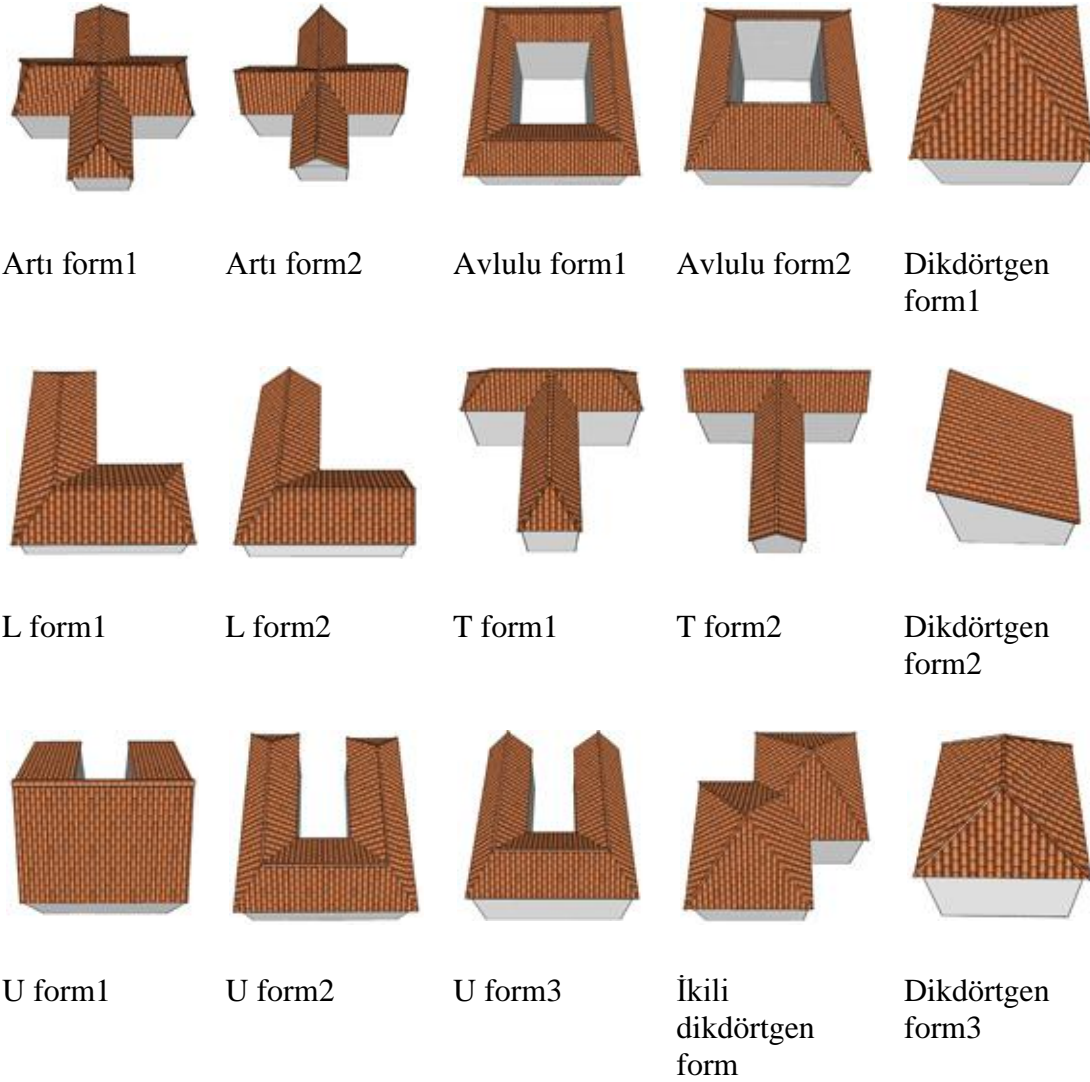 Artı form1
Artı form2
Avlulu form1
Avlulu form2
Dikdörtgen
form1
L form1
L form2
T form1
T form2
Dikdörtgen
form2
U form1
U form2
U form3
İkili
dikdörtgen
form
Dikdörtgen
form3